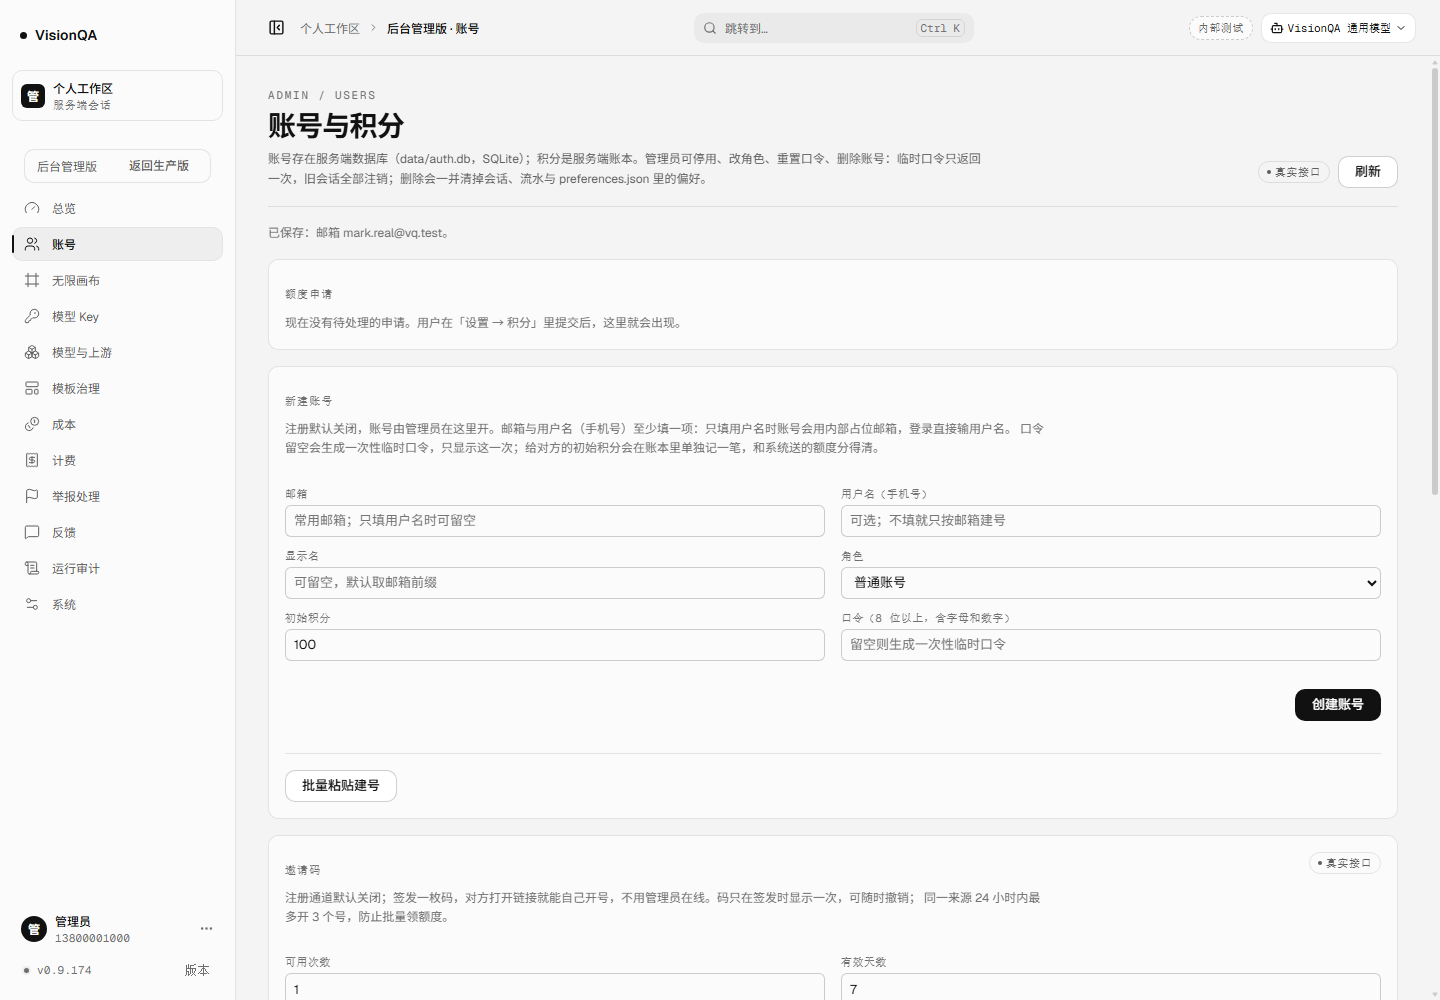 VisionQA
管
个人工作区
服务端会话
后台管理版
返回生产版
总览
账号
无限画布
模型 Key
模型与上游
模板治理
成本
计费
举报处理
反馈
运行审计
系统
管
管理员
13800001000
v0.9.174
版本
个人工作区
后台管理版 · 账号
跳转到...
Ctrl K
内部测试
VisionQA 通用模型
ADMIN / USERS
账号与积分
账号存在服务端数据库（data/auth.db，SQLite）；积分是服务端账本。管理员可停用、改角色、重置口令、删除账号：临时口令只返回
一次，旧会话全部注销；删除会一并清掉会话、流水与 preferences.json 里的偏好。
真实接口
刷新
已保存：邮箱 mark.real@vq.test。
额度申请
现在没有待处理的申请。用户在「设置 → 积分」里提交后，这里就会出现。
新建账号
注册默认关闭，账号由管理员在这里开。邮箱与用户名（手机号）至少填一项：只填用户名时账号会用内部占位邮箱，登录直接输用户名。 口令
留空会生成一次性临时口令，只显示这一次；给对方的初始积分会在账本里单独记一笔，和系统送的额度分得清。
邮箱
用户名（手机号）
常用邮箱；只填用户名时可留空
可选；不填就只按邮箱建号
显示名
角色
可留空，默认取邮箱前缀
普通账号
初始积分
口令（8 位以上，含字母和数字）
100
留空则生成一次性临时口令
创建账号
批量粘贴建号
邀请码
真实接口
注册通道默认关闭；签发一枚码，对方打开链接就能自己开号，不用管理员在线。码只在签发时显示一次，可随时撤销； 同一来源 24 小时内最
多开 3 个号，防止批量领额度。
可用次数
有效天数
1
7